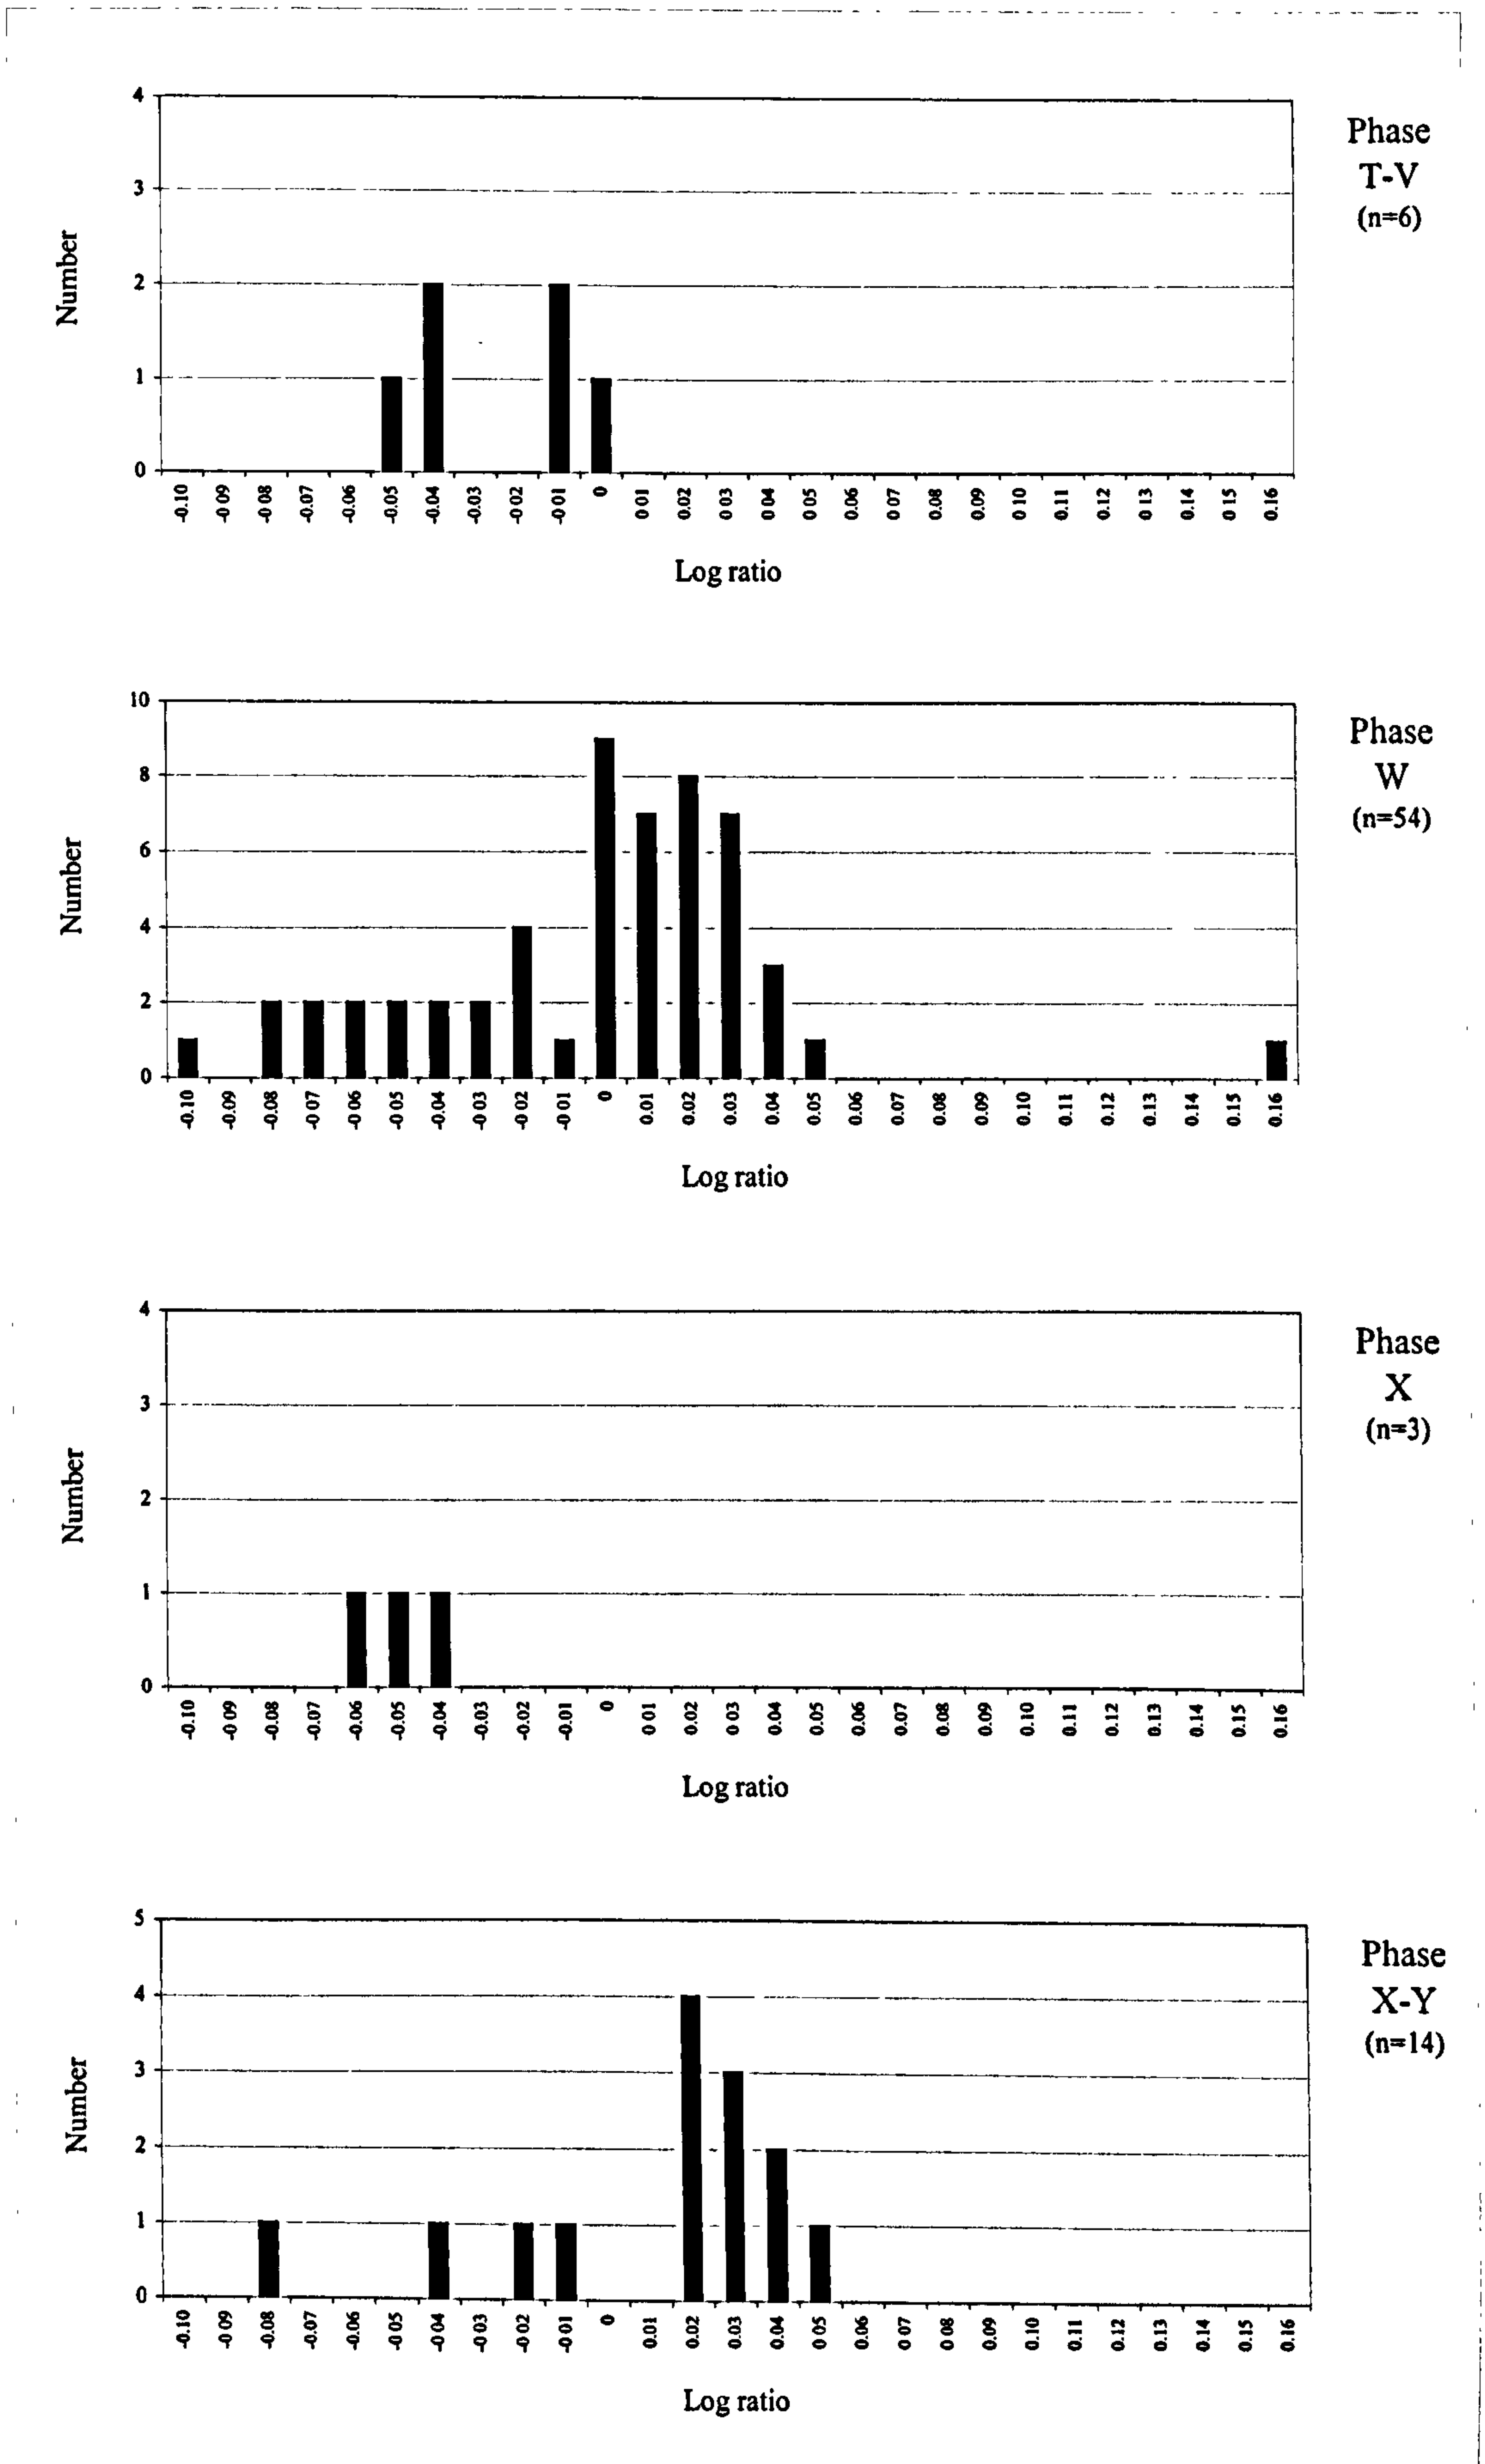 4
3
2
1
0
Number
-0.10 -0.09 -0.08 -0.07 -0.06 -0.05 -0.04 -0.03 -0.02 -0.01 0 0 01 0.02 0 03 0 04 0 05 0.06 0 07 0.08 0.09 0 10 0.11 0.12 0 13 0.14 0 15 0.16
Log ratio
Phase
T-V
(n=6)
10
8
6
4
2
0
Number
-0.10 -0.09 -0.08 -0 07 -0 06 -0.05 -0.04 -0 03 -0 02 -0 01 0 0.01 0.02 0.03 0.04 0.05 0.06 0.07 0.08 0.09 0.10 0.11 0.12 0.13 0.14 0.15 0.16
Log ratio
Phase
W
(n=54)
4
3
2
1
0
Number
-0.10 -0.09 -0.08 -0.07 -0.06 -0.05 -0.04 -0.03 -0.02 -0.01 0 0 01 0.02 0 03 0.04 0.05 0.06 0.07 0.08 0.09 0.10 0.11 0.12 0.13 0.14 0.15 0.16
Log ratio
Phase
X
(n=3)
5
4
3
2
1
0
Number
-0.10 -0 09 -0.08 -0.07 -0.06 -0 05 -0.04 -0.03 -0.02 -0 01 0 0.01 0.02 0.03 0.04 0 05 0.06 0 07 0 08 0.09 0.10 0.11 0.12 0.13 0.14 0.15 0.16
Log ratio
Phase
X-Y
(n=14)